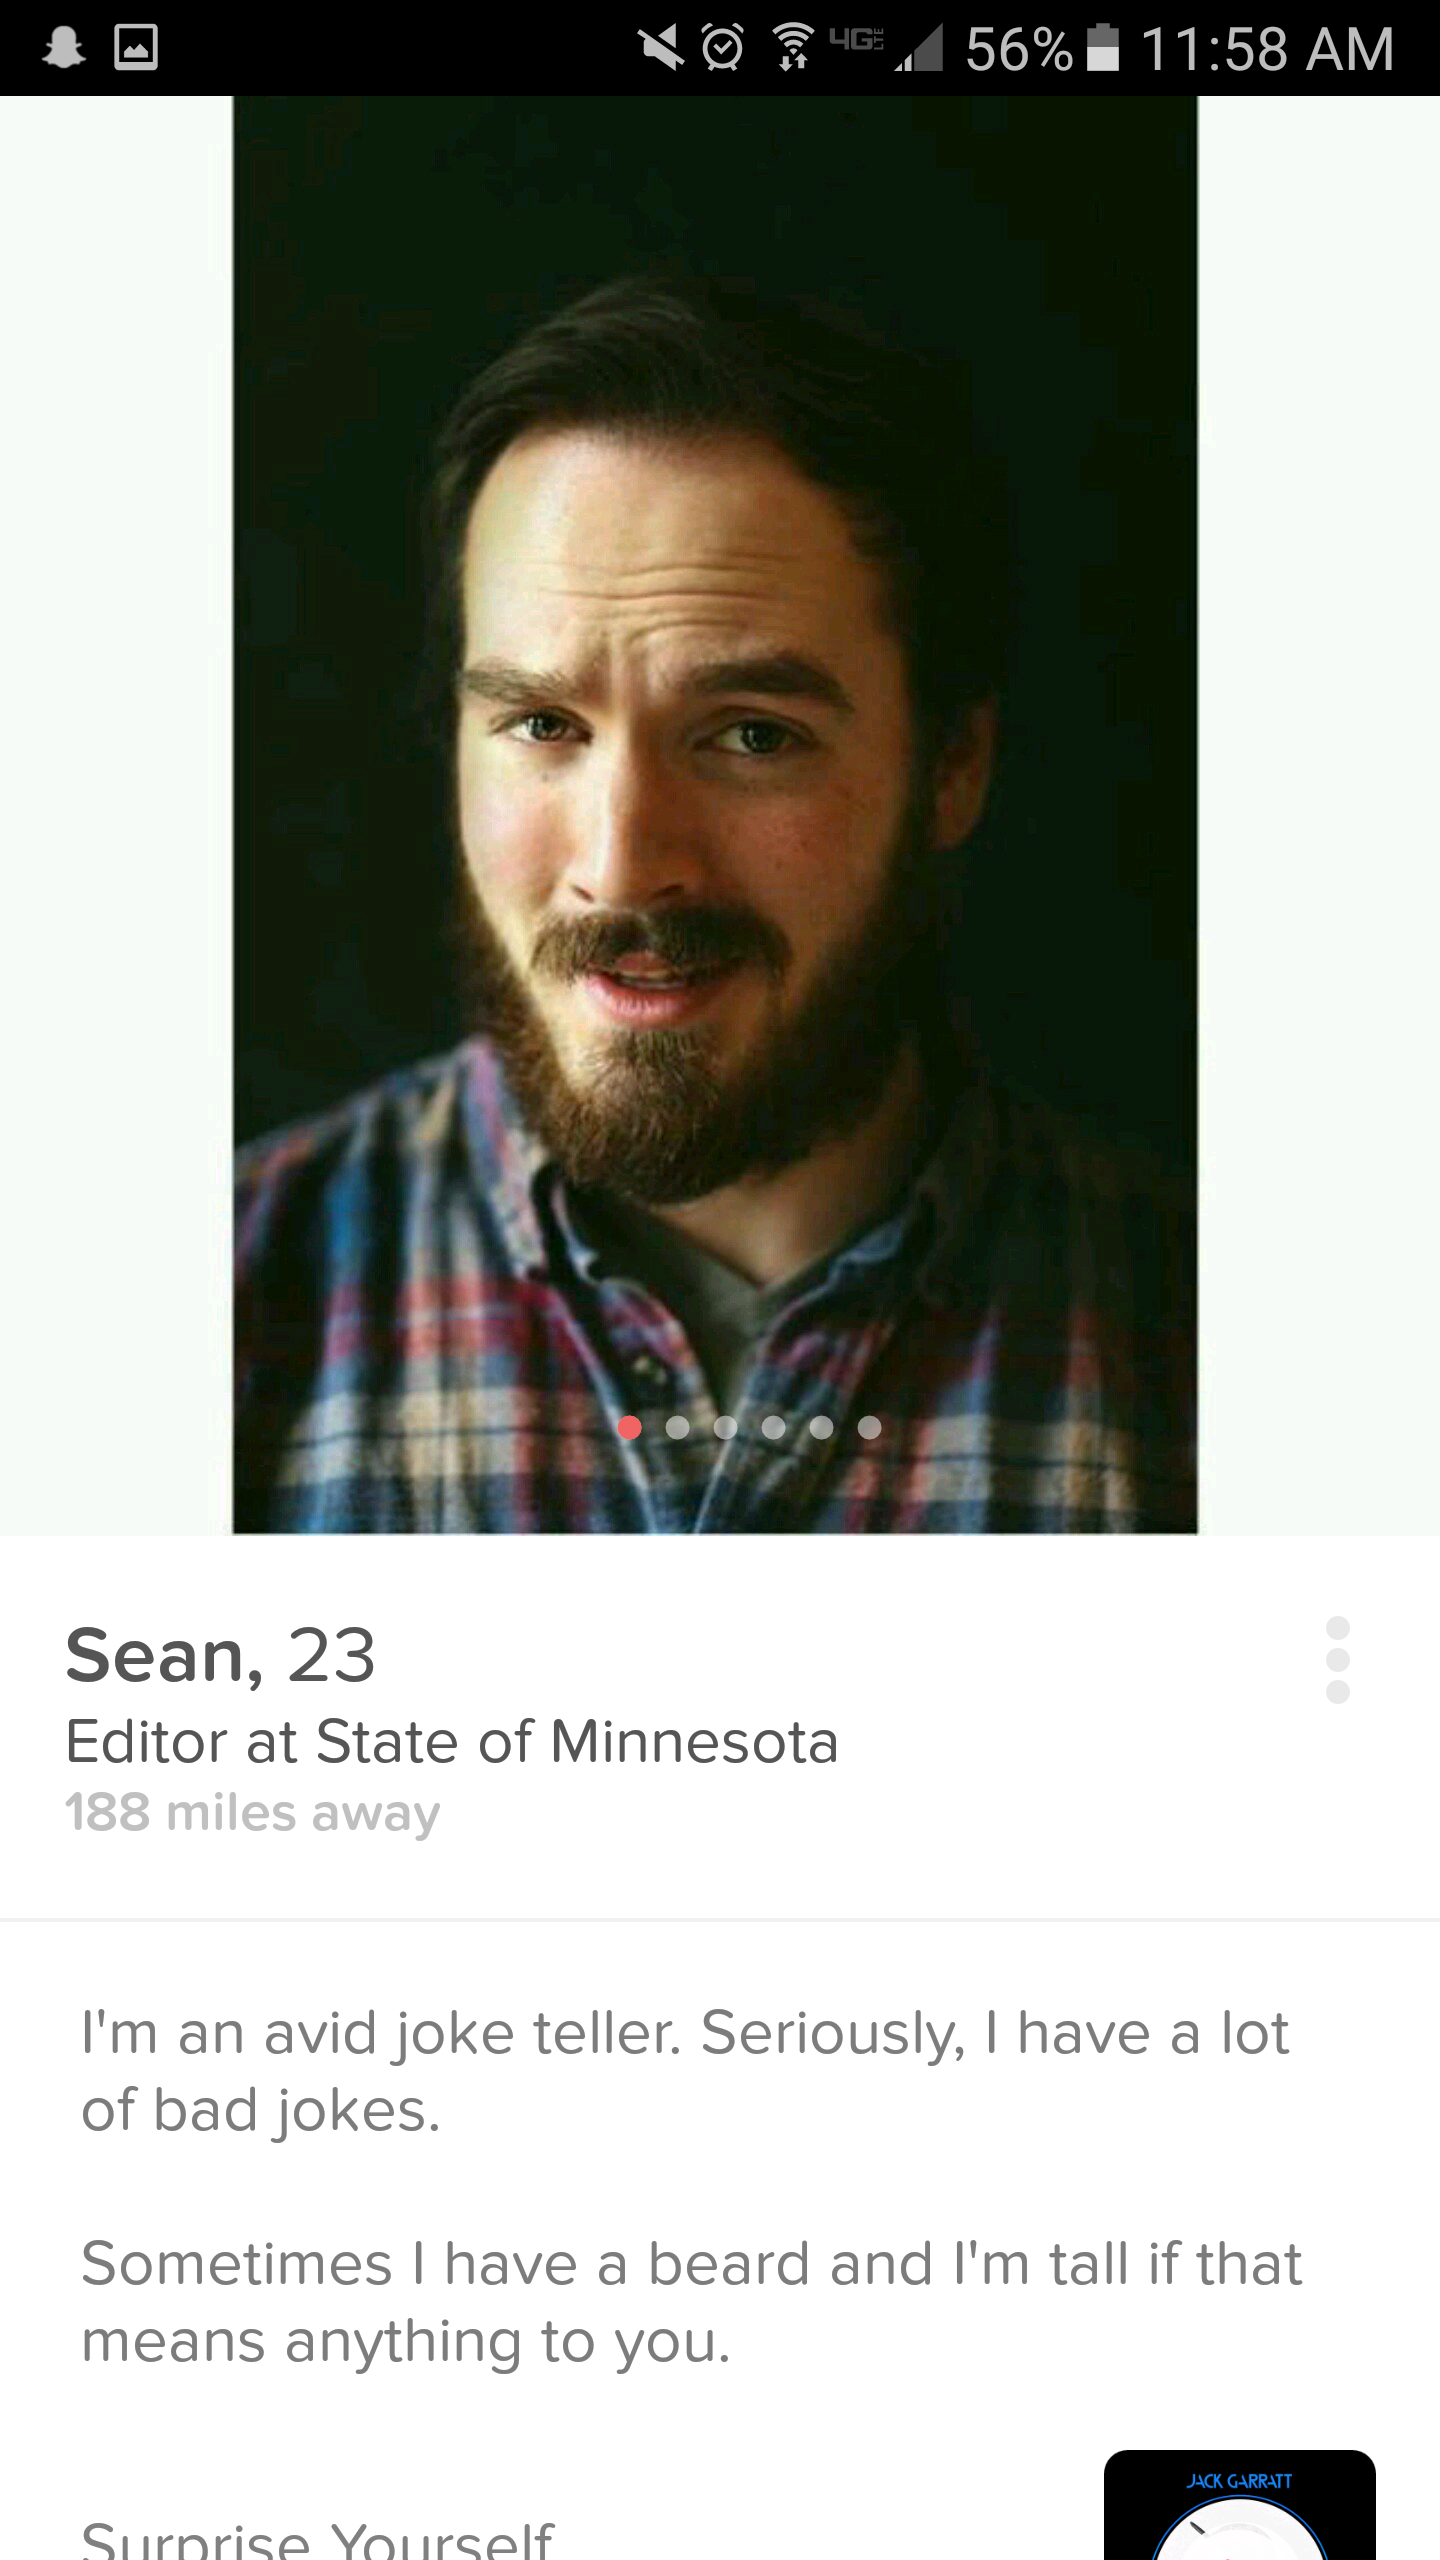 4G LTE 56% 11:58 AM
Sean, 23
Editor at State of Minnesota
188 miles away
I'm an avid joke teller. Seriously, I have a lot
of bad jokes.
Sometimes I have a beard and I'm tall if that
means anything to you.
JACK GARRATT
Surprise Yourself